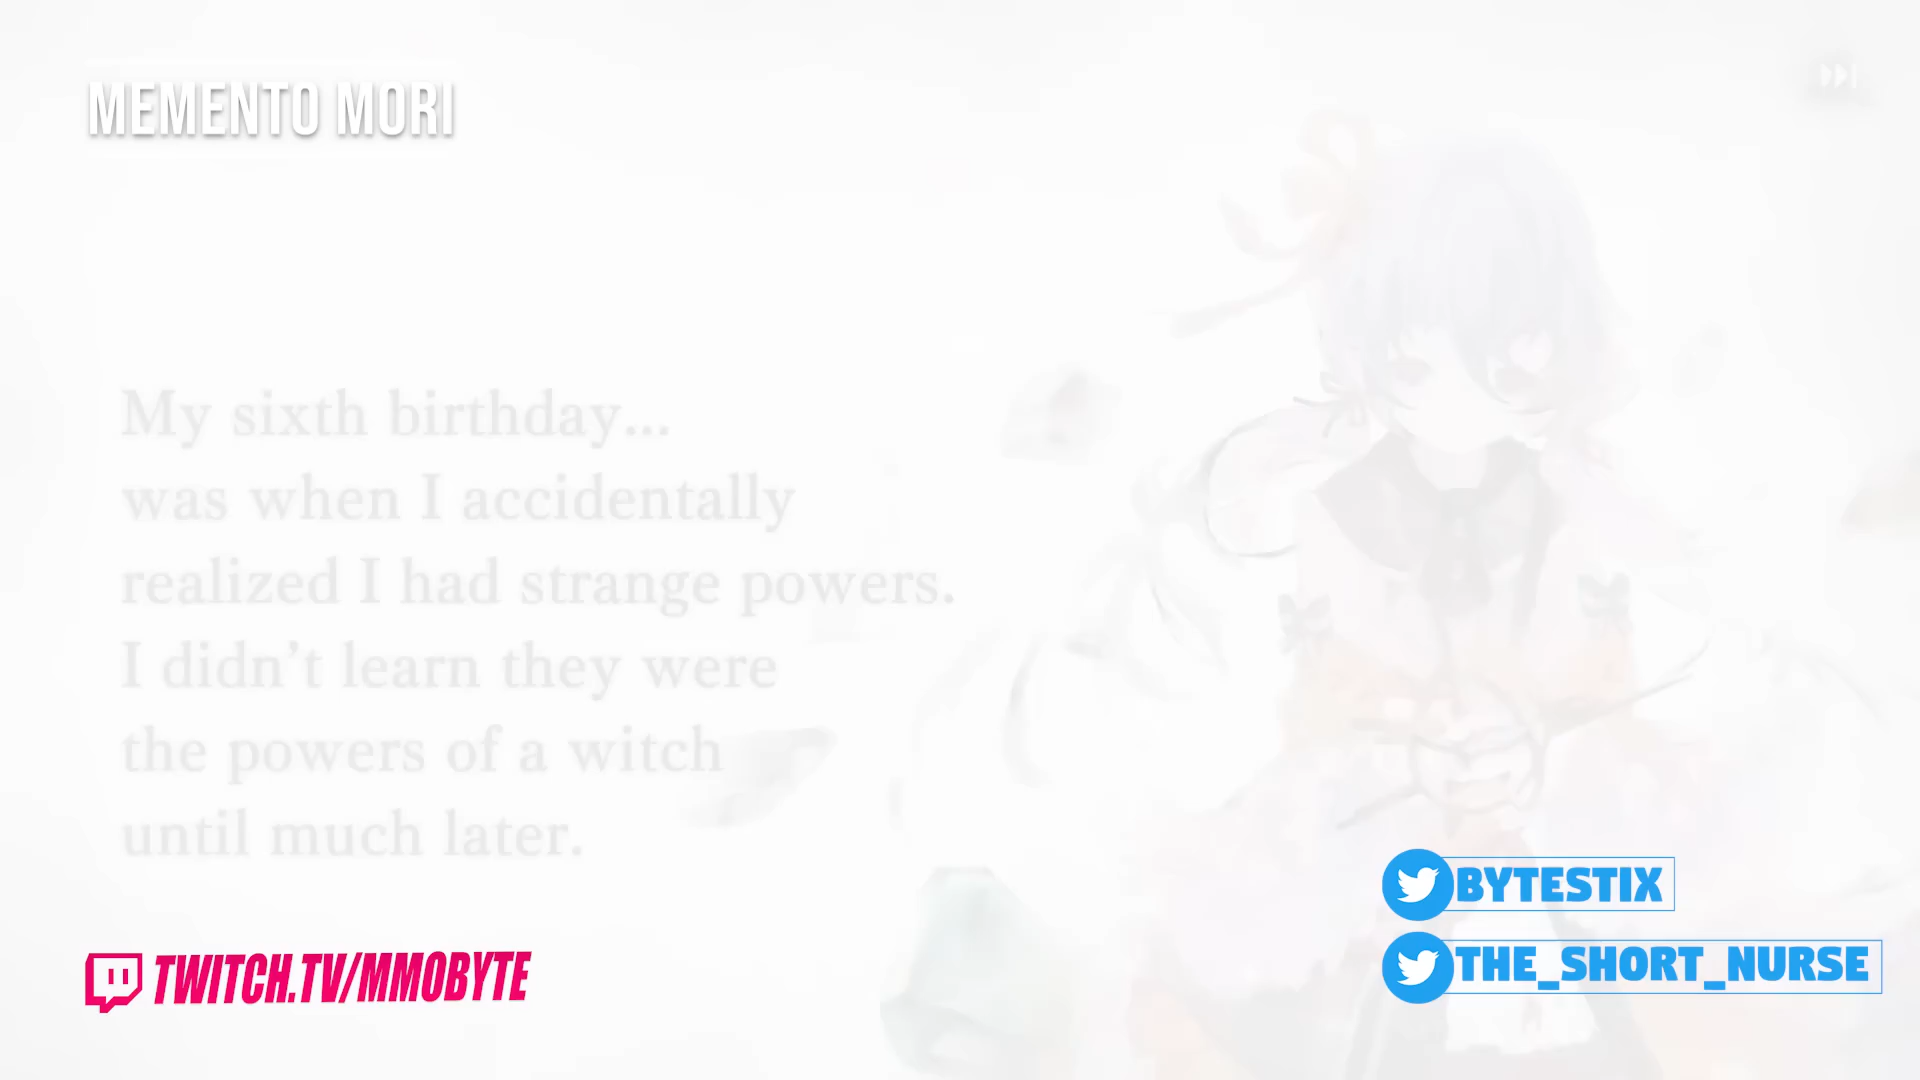 MEMENTO MORI
My sixth birthday...
was when I accidentally
realized I had strange powers.
I didn't learn they were
the powers of a witch
until much later.
BYTESTIX
TWITCH.TV/MMOBYTE
THE_SHORT_NURSE